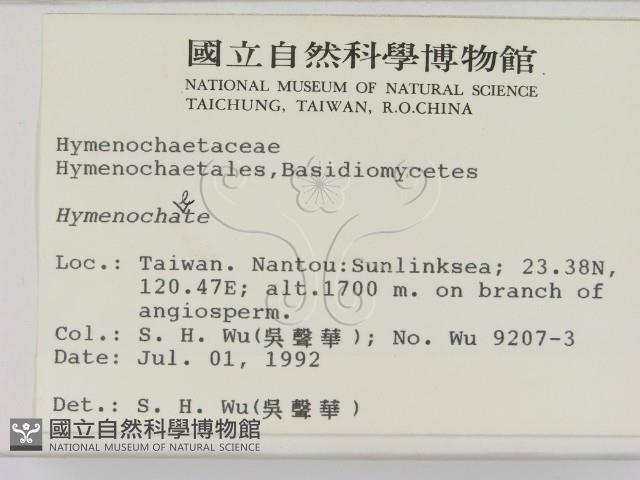 國立自然科學博物館
NATIONAL MUSEUM OF NATURAL SCIENCE
TAICHUNG, TAIWAN, R.O.CHINA
Hymenochaetaceae
Hymenochaetales,Basidiomycetes
e
Hymenochate
Loc.: Taiwan. Nantou:Sunlinksea; 23.38N,
120.47E; alt.1700 m. on branch of
angiosperm.
Col.: S. H. Wu(吳聲華); No. Wu 9207-3
Date: Jul. 01, 1992
Det.: S. H. Wu(吳聲華)
國立自然科學博物館
NATIONAL MUSEUM OF NATURAL SCIENCE